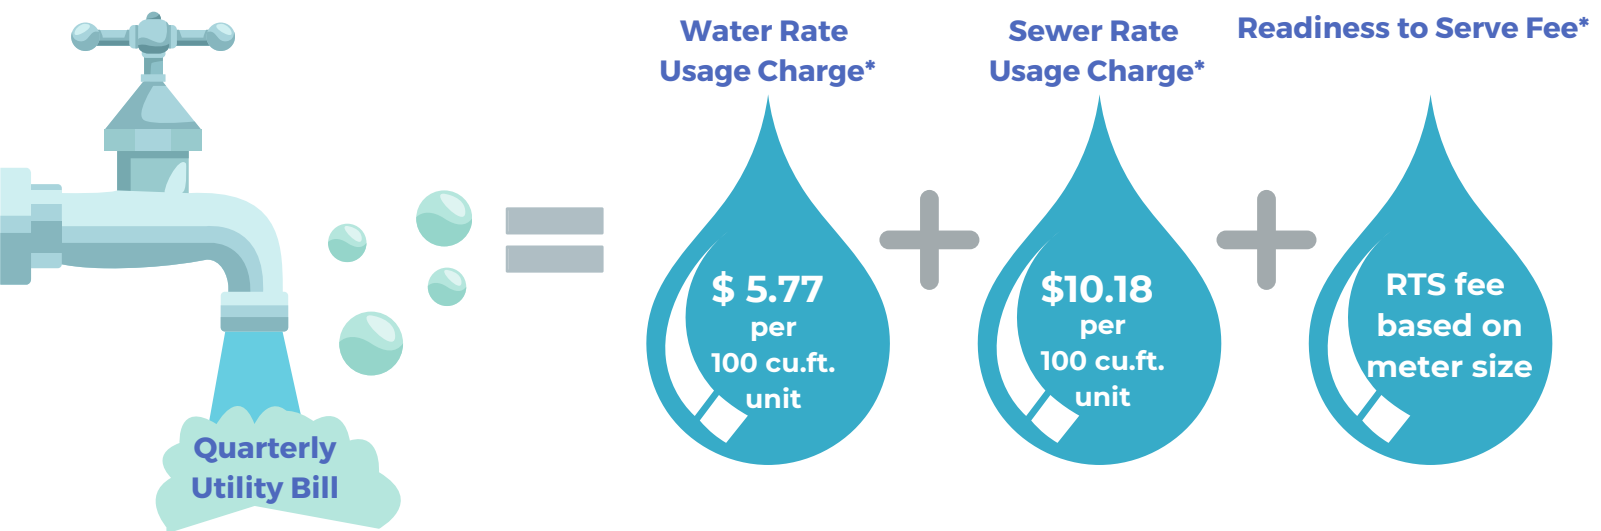 Water Rate
Usage Charge*
Sewer Rate
Usage Charge*
Readiness to Serve Fee*
$ 5.77
per
100 cu.ft.
unit
$10.18
per
100 cu.ft.
unit
RTS fee
based on
meter size
Quarterly
Utility Bill